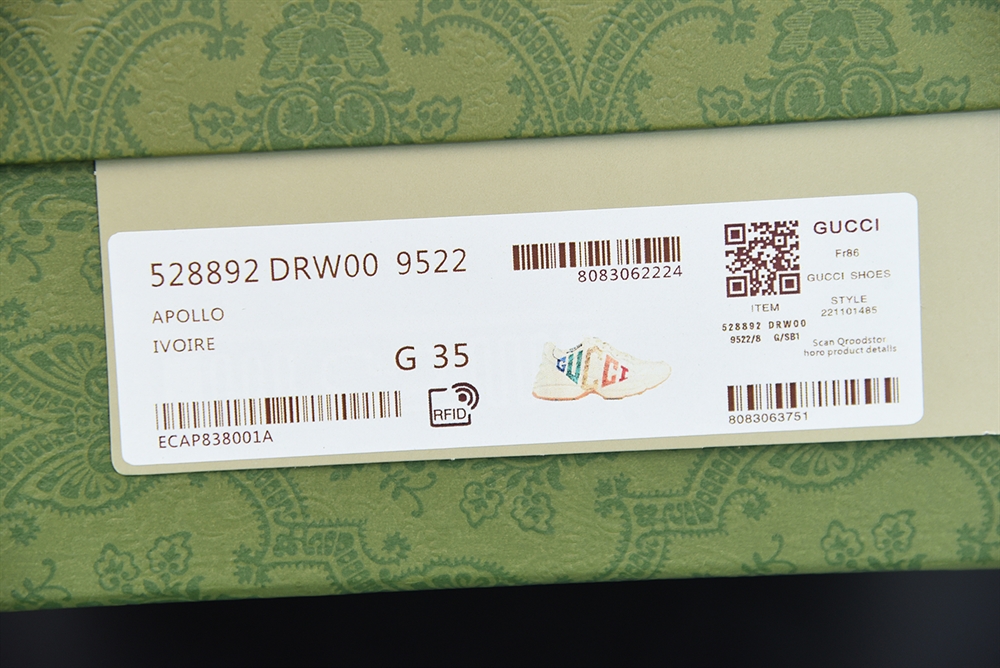 528892 DRW00 9522
APOLLO
IVOIRE
G 35
RFID
ECAP838001A
8083062224
GUCCI
GUCCI
Fr86
GUCCI SHOES
STYLE
221101485
ITEM
528892 DRW00
9522/8 G/SB1
Scan Qroodstor
horo product details
8083063751